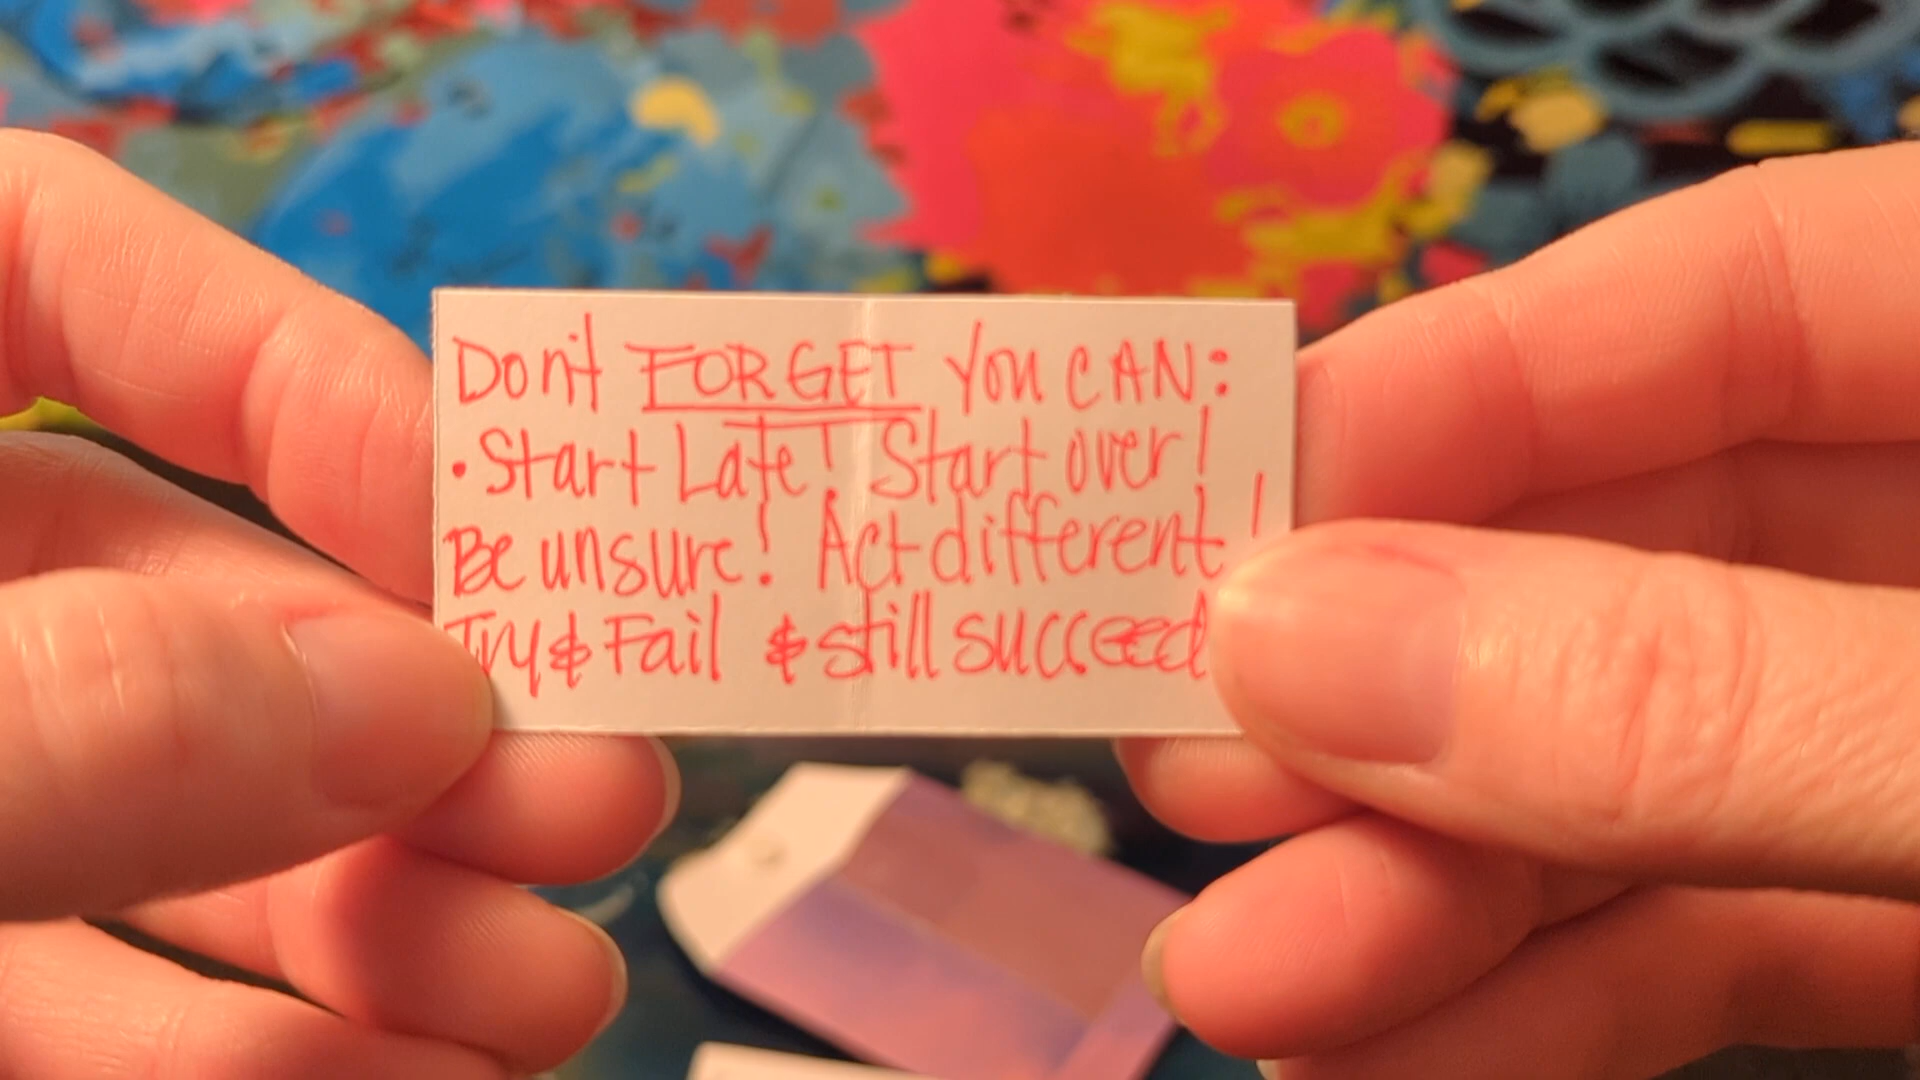 Don't FORGET You CAN:
• Start Late! Start over!
Be unsure! Act different!
Try & Fail & still succeed